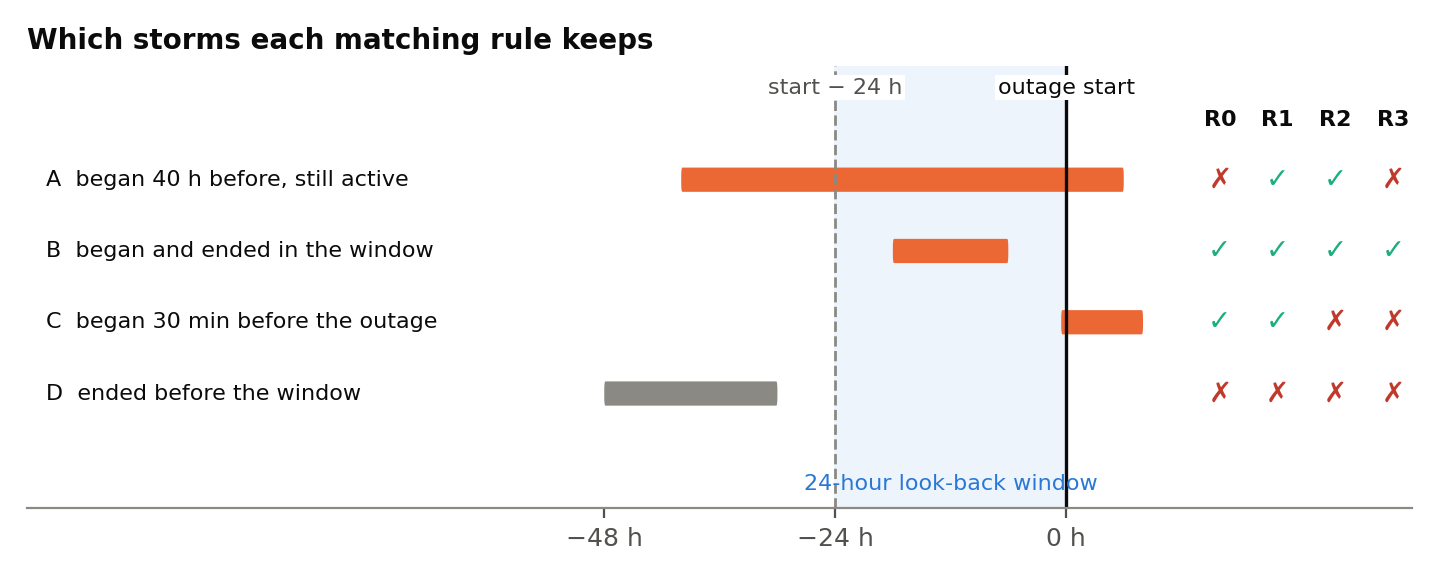 Which storms each matching rule keeps
start − 24 h outage start
R0 R1 R2 R3
A began 40 h before, still active ✗ ✓ ✓ ✗
B began and ended in the window ✓ ✓ ✓ ✓
C began 30 min before the outage ✓ ✓ ✗ ✗
D ended before the window ✗ ✗ ✗ ✗
24-hour look-back window
−48 h −24 h 0 h